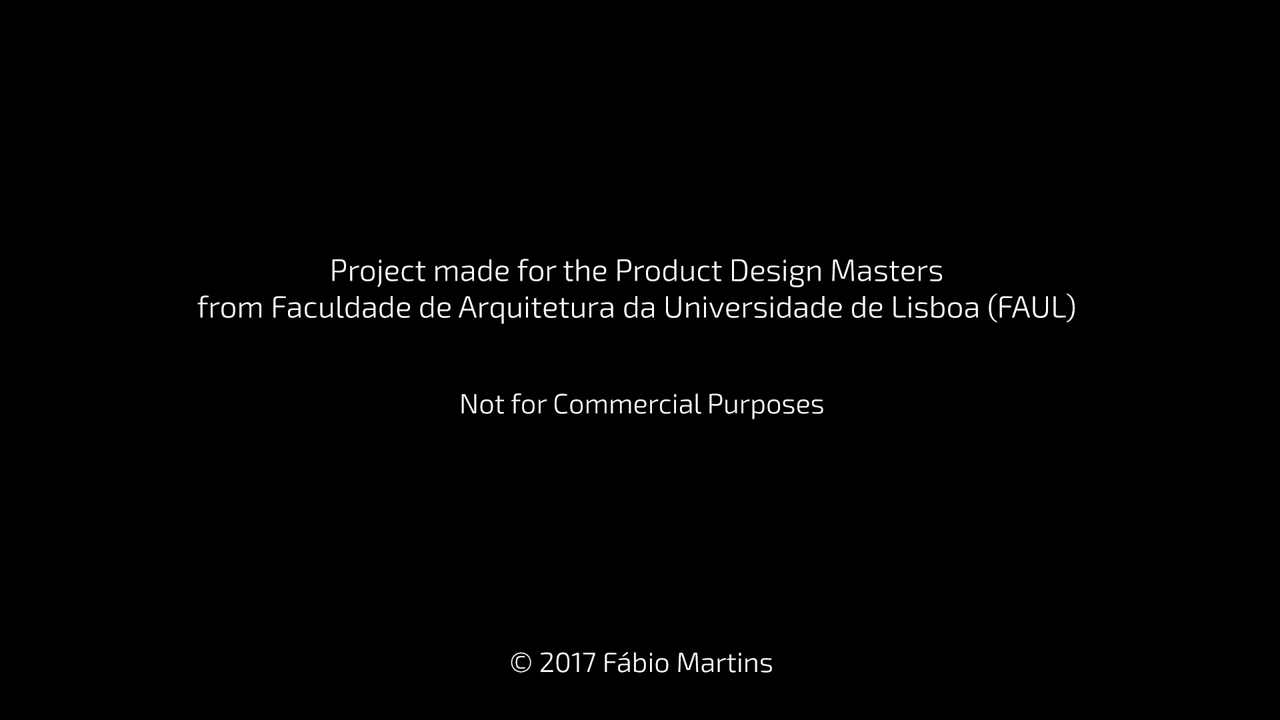 Project made for the Product Design Masters
from Faculdade de Arquitetura da Universidade de Lisboa (FAUL)
Not for Commercial Purposes
© 2017 Fábio Martins